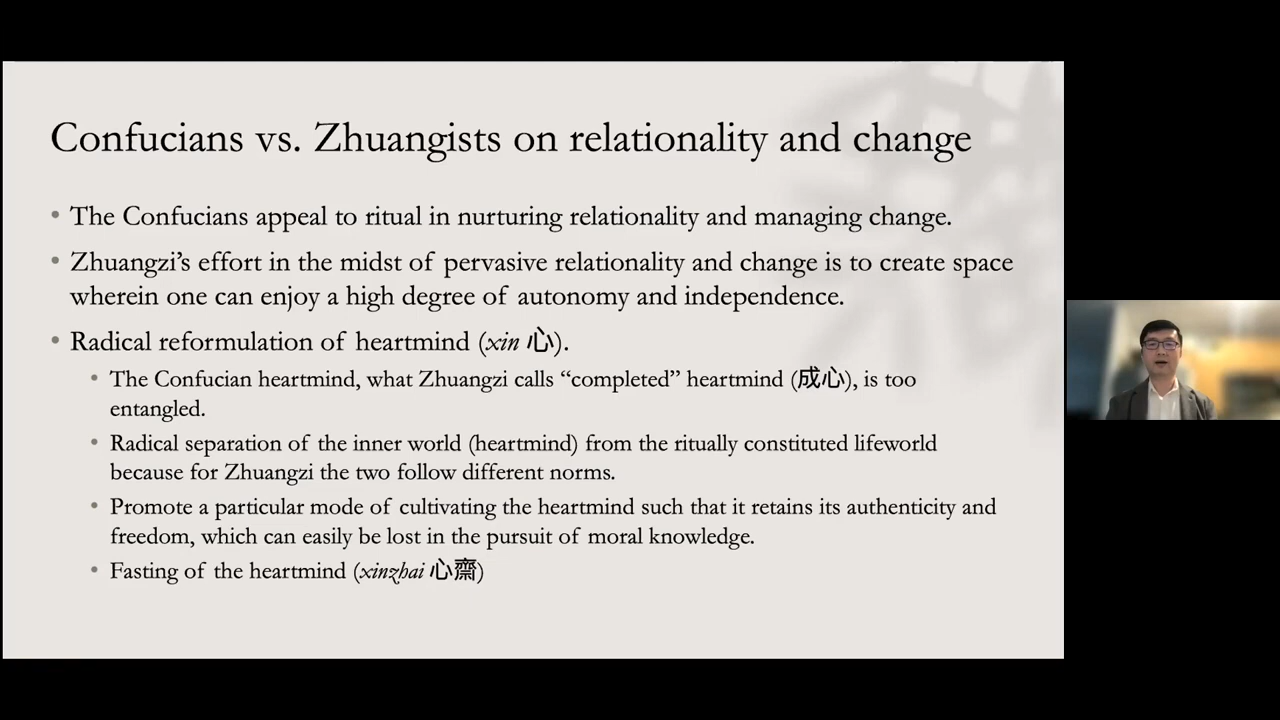 Confucians vs. Zhuangists on relationality and change
• The Confucians appeal to ritual in nurturing relationality and managing change.
• Zhuangzi’s effort in the midst of pervasive relationality and change is to create space
wherein one can enjoy a high degree of autonomy and independence.
• Radical reformulation of heartmind (xin 心).
• The Confucian heartmind, what Zhuangzi calls “completed” heartmind (成心), is too
entangled.
• Radical separation of the inner world (heartmind) from the ritually constituted lifeworld
because for Zhuangzi the two follow different norms.
• Promote a particular mode of cultivating the heartmind such that it retains its authenticity and
freedom, which can easily be lost in the pursuit of moral knowledge.
• Fasting of the heartmind (xinzhai 心齋)